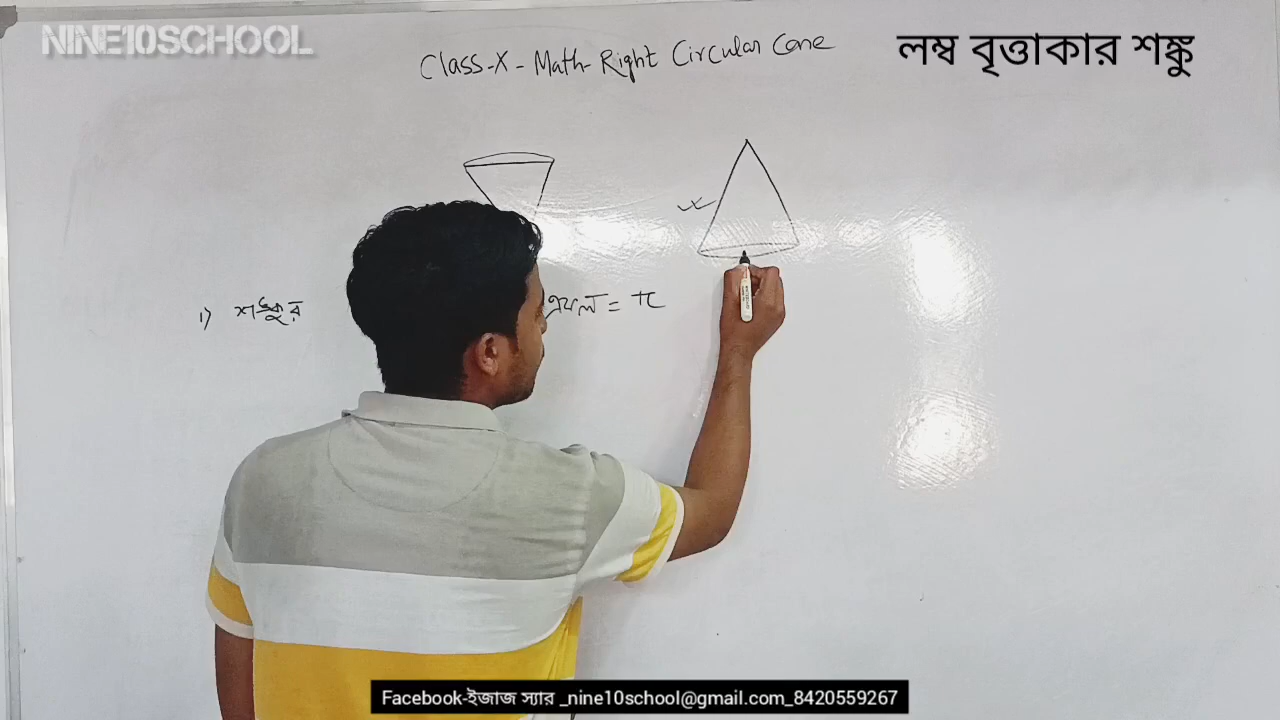 NINE10SCHOOL
Class-X-Math-Right Circular Cone
লম্ব বৃত্তাকার শঙ্কু
1) শঙ্কুর = π
Facebook-ইজাজ স্যার _nine10school@gmail.com_8420559267